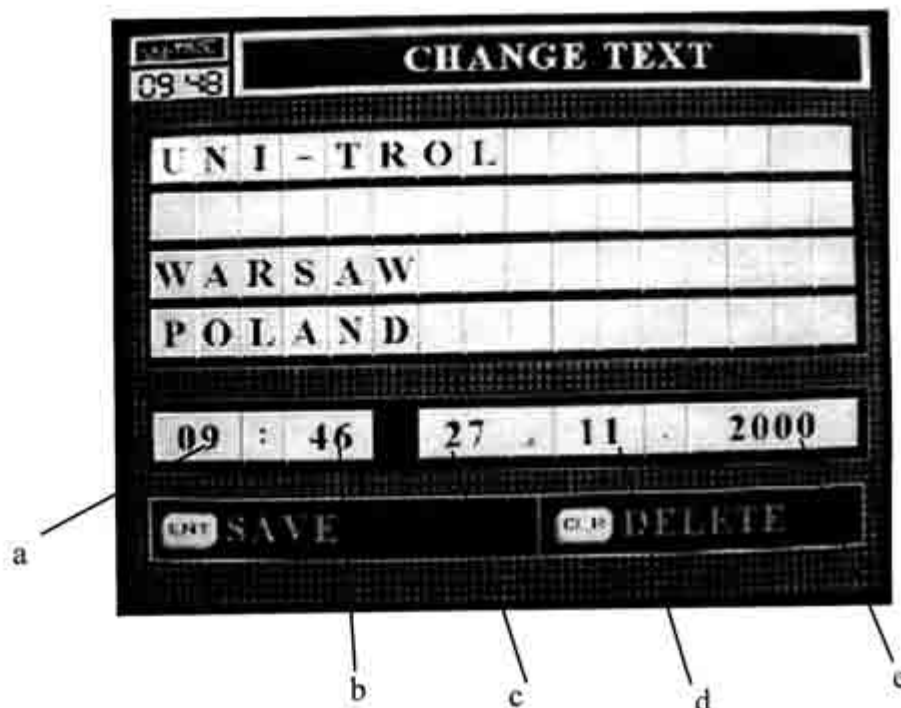 CHANGE TEXT
09:48
UNI-TROL
WARSAW
POLAND
09 : 46 27 . 11 . 2000
ENT SAVE CLR DELETE
a
b
c
d
e